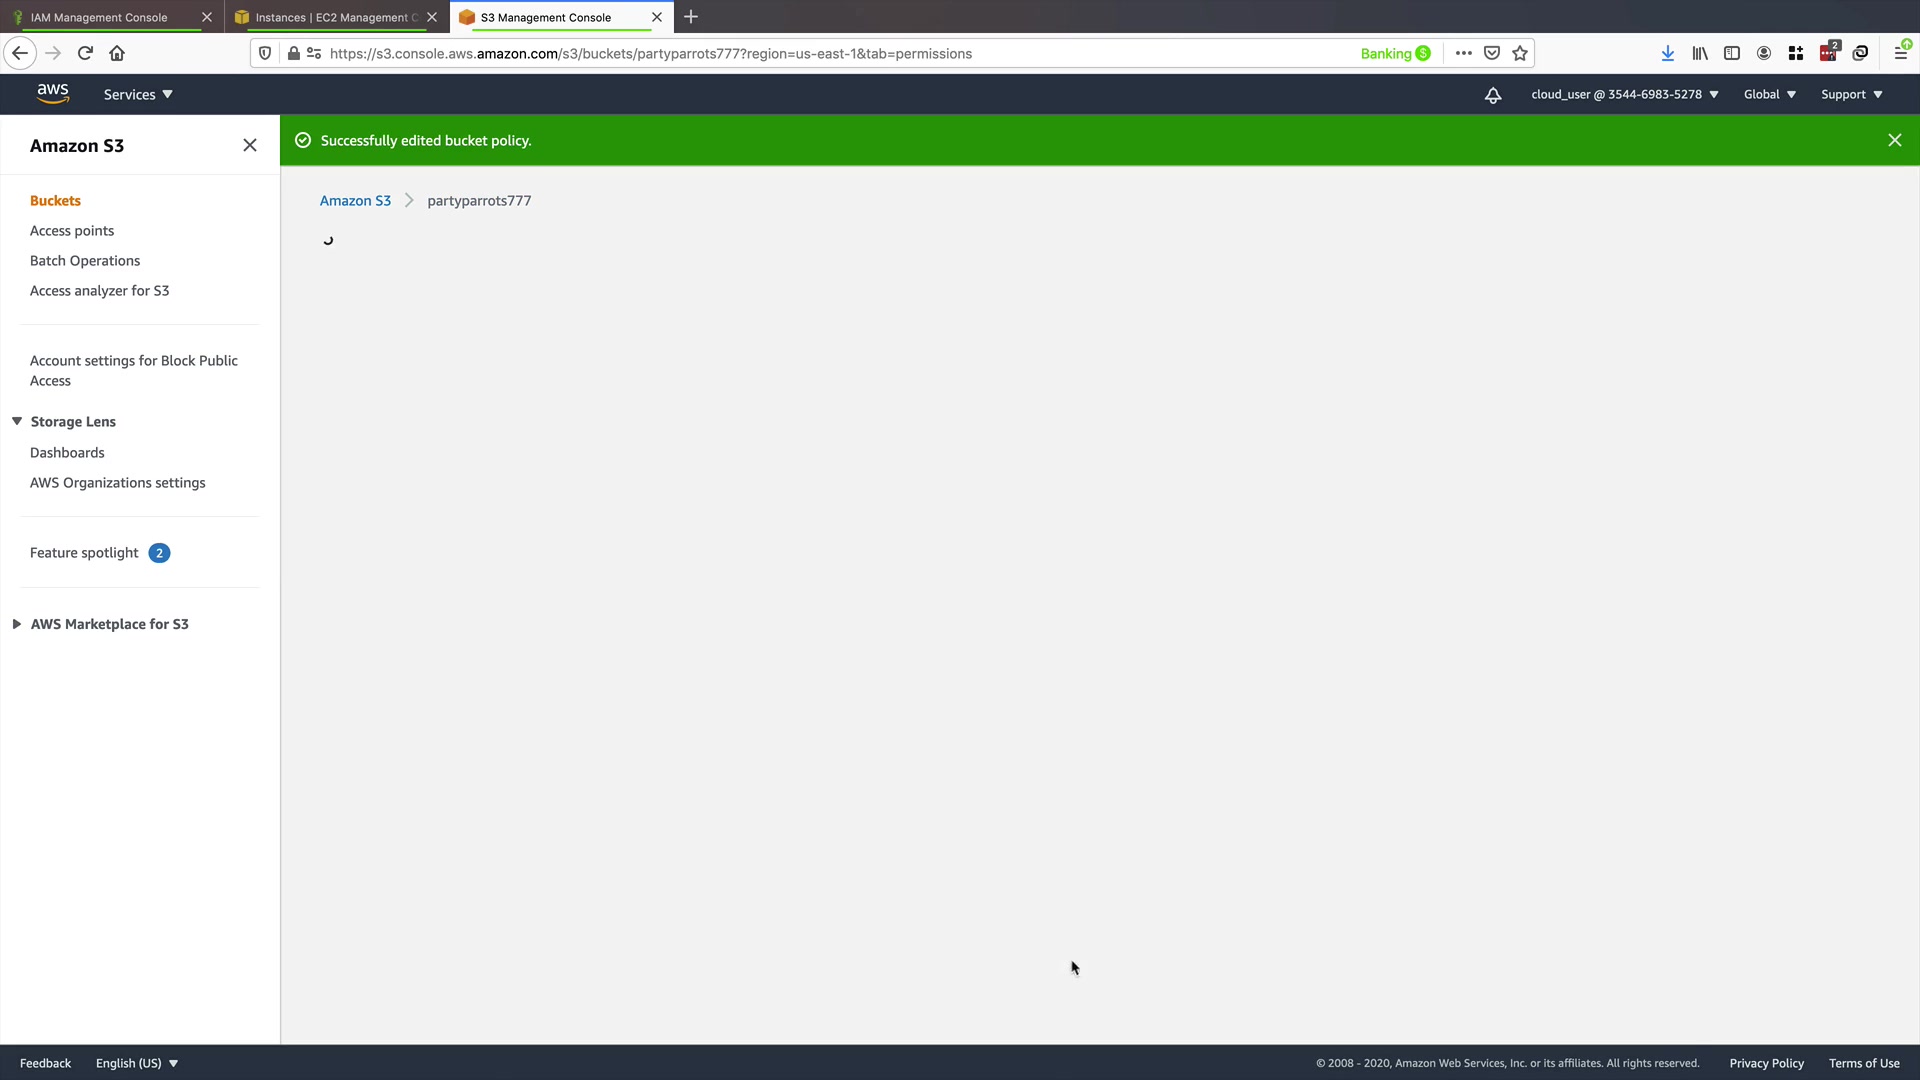 IAM Management Console
Instances | EC2 Management C
S3 Management Console
https://s3.console.aws.amazon.com/s3/buckets/partyparrots777?region=us-east-1&tab=permissions
Banking
2
aws
Services
cloud_user @ 3544-6983-5278
Global
Support
Amazon S3
Successfully edited bucket policy.
Amazon S3
partyparrots777
Buckets
Access points
Batch Operations
Access analyzer for S3
Account settings for Block Public
Access
Storage Lens
Dashboards
AWS Organizations settings
Feature spotlight 2
AWS Marketplace for S3
Feedback
English (US)
© 2008 - 2020, Amazon Web Services, Inc. or its affiliates. All rights reserved.
Privacy Policy
Terms of Use